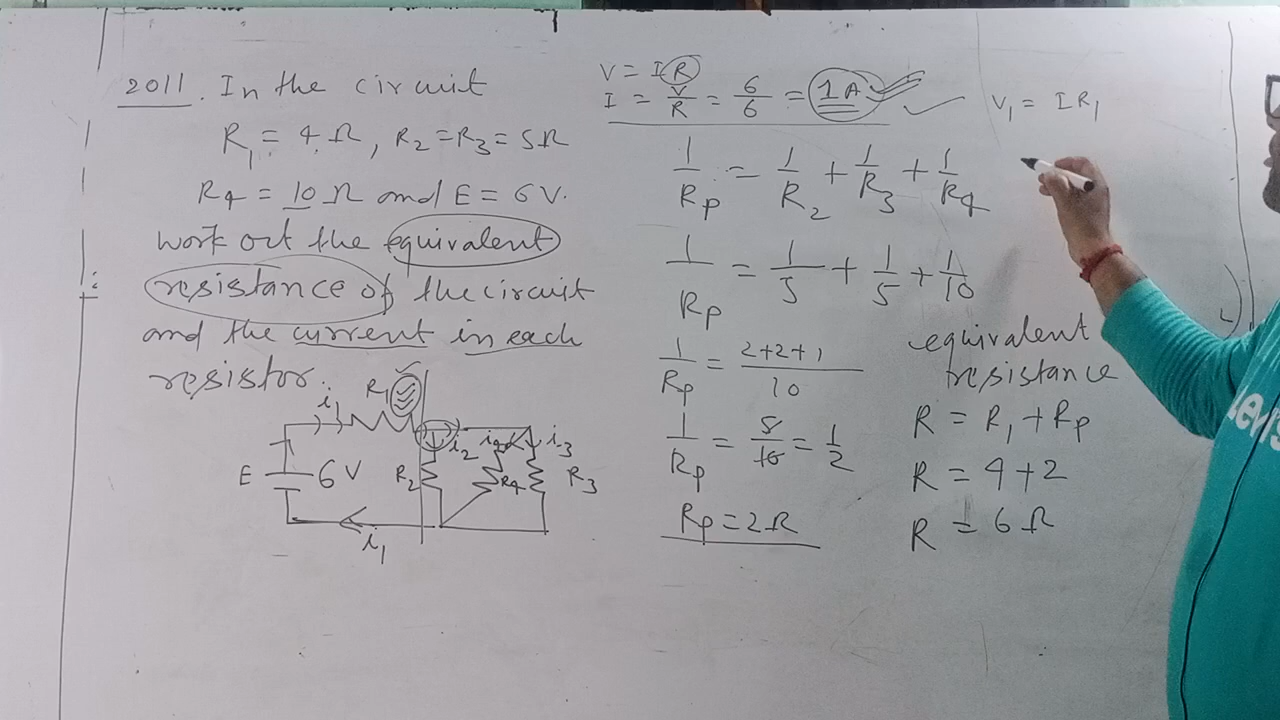 2011. In the circuit
R₁ = 4 Ω, R₂ = R₃ = 5Ω
R₄ = 10 Ω and E = 6 V.
work out the equivalent
resistance of the circuit
and the current in each
resistor.
R₁
i₁
E 6 V
R₂
i₂
i₄
R₄
i₃
R₃
i₁
V = IR
I = V/R = 6/6 = 1A
1/Rp = 1/R₂ + 1/R₃ + 1/R₄
1/Rp = 1/5 + 1/5 + 1/10
1/Rp = 2+2+1/10
1/Rp = 5/10 = 1/2
Rp = 2Ω
V₁ = IR₁
equivalent
resistance
R = R₁ + Rp
R = 4+2
R = 6Ω